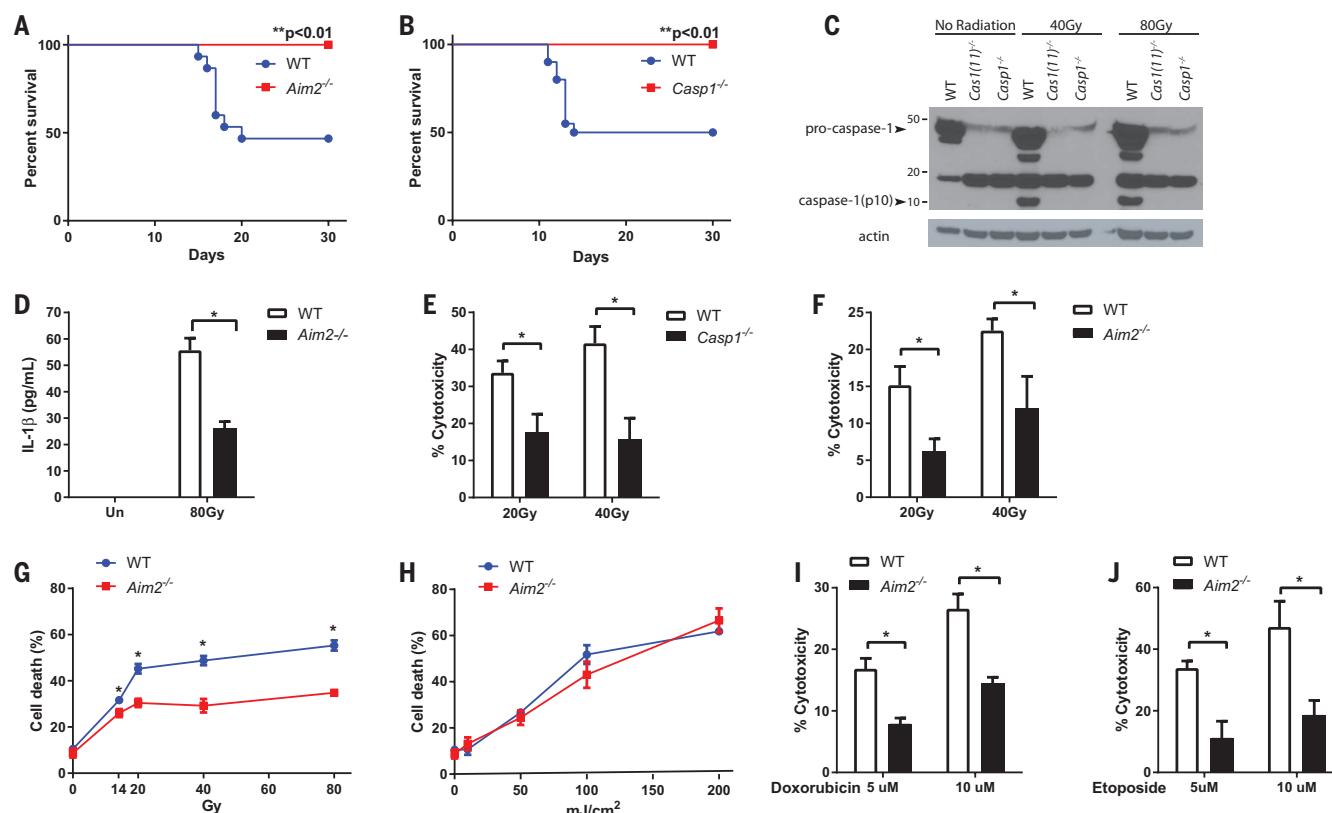 A
**p<0.01
WT
Aim2-/-
Percent survival
100
50
0
0 10 20 30
Days
B
**p<0.01
WT
Casp1-/-
Percent survival
100
50
0
0 10 20 30
Days
C
No Radiation 40Gy 80Gy
WT Cas1(11)-/- Casp1-/- WT Cas1(11)-/- Casp1-/- WT Cas1(11)-/- Casp1-/-
50
pro-caspase-1
20
caspase-1(p10) 10
actin
D
WT
Aim2-/-
IL-1β (pg/mL)
70
60
50
40
30
20
10
0
*
Un 80Gy
E
WT
Casp1-/-
% Cytotoxicity
50
40
30
20
10
0
* *
20Gy 40Gy
F
WT
Aim2-/-
% Cytotoxicity
25
20
15
10
5
0
* *
20Gy 40Gy
G
WT
Aim2-/-
Cell death (%)
80
60
40
20
0
* * * *
0 14 20 40 60 80
Gy
H
WT
Aim2-/-
Cell death (%)
80
60
40
20
0
0 50 100 150 200
mJ/cm2
I
WT
Aim2-/-
% Cytotoxicity
30
20
10
0
* *
Doxorubicin 5 uM 10 uM
J
WT
Aim2-/-
% Cytotoxicity
60
40
20
0
* *
Etoposide 5uM 10 uM